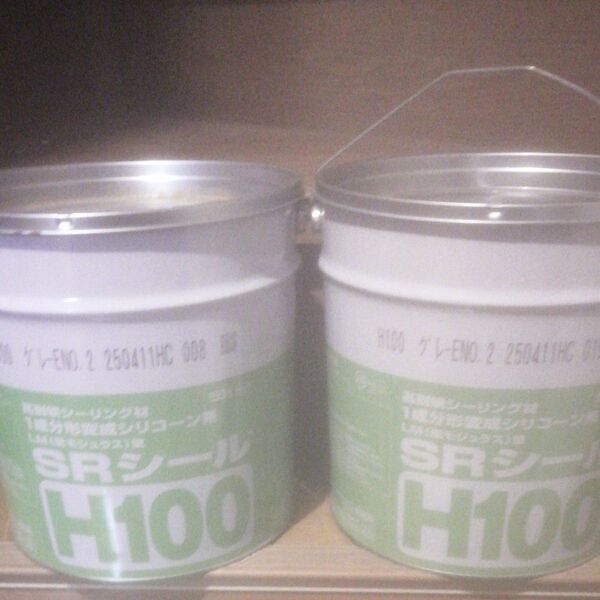 00 グレーNO.2 250411HC 008
高耐候シーリング材
1成分形変成シリコーン系
LM(低モジュラス)型
SRシール
H100
H100 グレーNO.2 250411HC
高耐候シーリング材
1成分形変成シリコーン
LM(低モジュラス)型
SRシール
H100